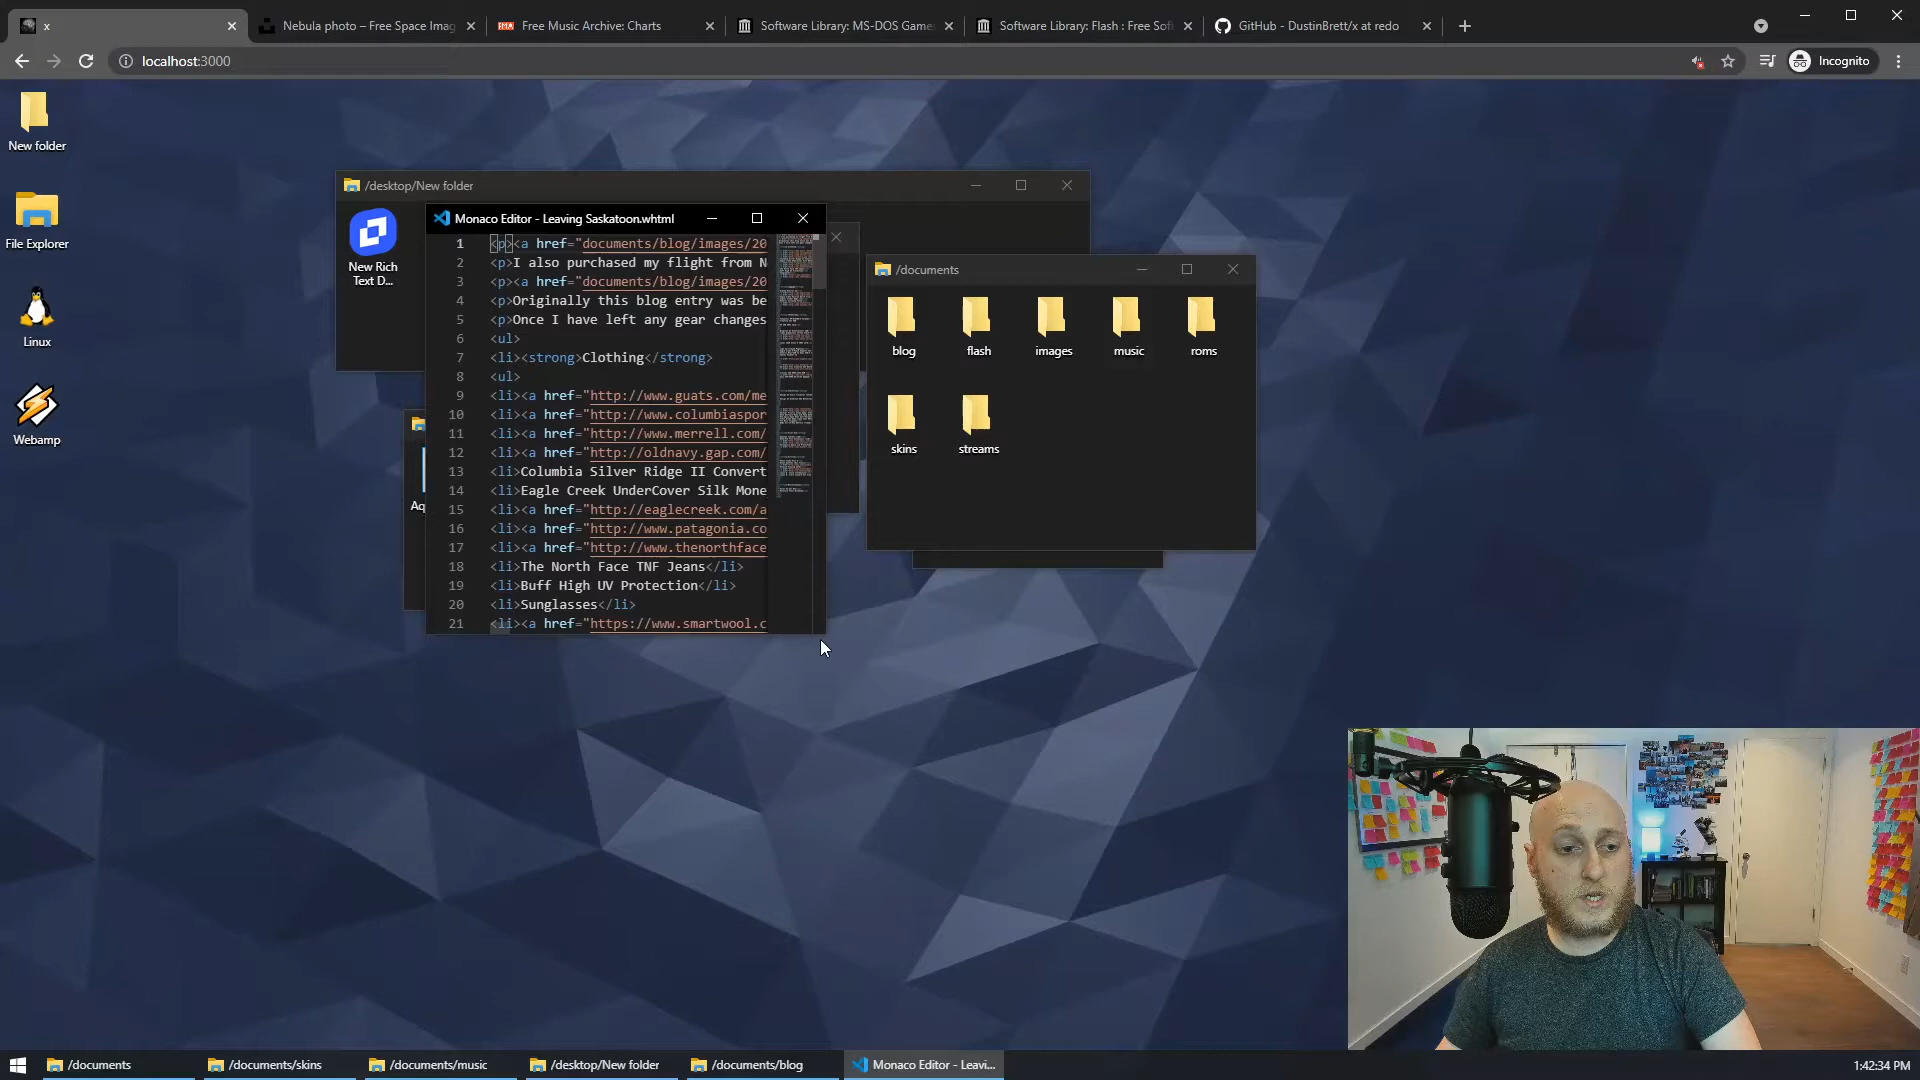 x
Nebula photo – Free Space Imag
Free Music Archive: Charts
Software Library: MS-DOS Games
Software Library: Flash : Free Soft
GitHub - DustinBrett/x at redo
localhost:3000
Incognito
New folder
File Explorer
Linux
Webamp
/desktop/New folder
New Rich
Text D...
Monaco Editor - Leaving Saskatoon.whtml
1 <p><a href="documents/blog/images/20
2 <p>I also purchased my flight from N
3 <p><a href="documents/blog/images/20
4 <p>Originally this blog entry was be
5 <p>Once I have left any gear changes
6 <ul>
7 <li><strong>Clothing</strong>
8 <ul>
9 <li><a href="http://www.guats.com/me
10 <li><a href="http://www.columbiaspor
11 <li><a href="http://www.merrell.com/
12 <li><a href="http://oldnavy.gap.com/
13 <li>Columbia Silver Ridge II Convert
14 <li>Eagle Creek UnderCover Silk Mone
15 <li><a href="http://eaglecreek.com/a
16 <li><a href="http://www.patagonia.co
17 <li><a href="http://www.thenorthface
18 <li>The North Face TNF Jeans</li>
19 <li>Buff High UV Protection</li>
20 <li>Sunglasses</li>
21 <li><a href="https://www.smartwool.c
Aq
/documents
blog
flash
images
music
roms
skins
streams
/documents
/documents/skins
/documents/music
/desktop/New folder
/documents/blog
Monaco Editor - Leavi...
1:42:34 PM